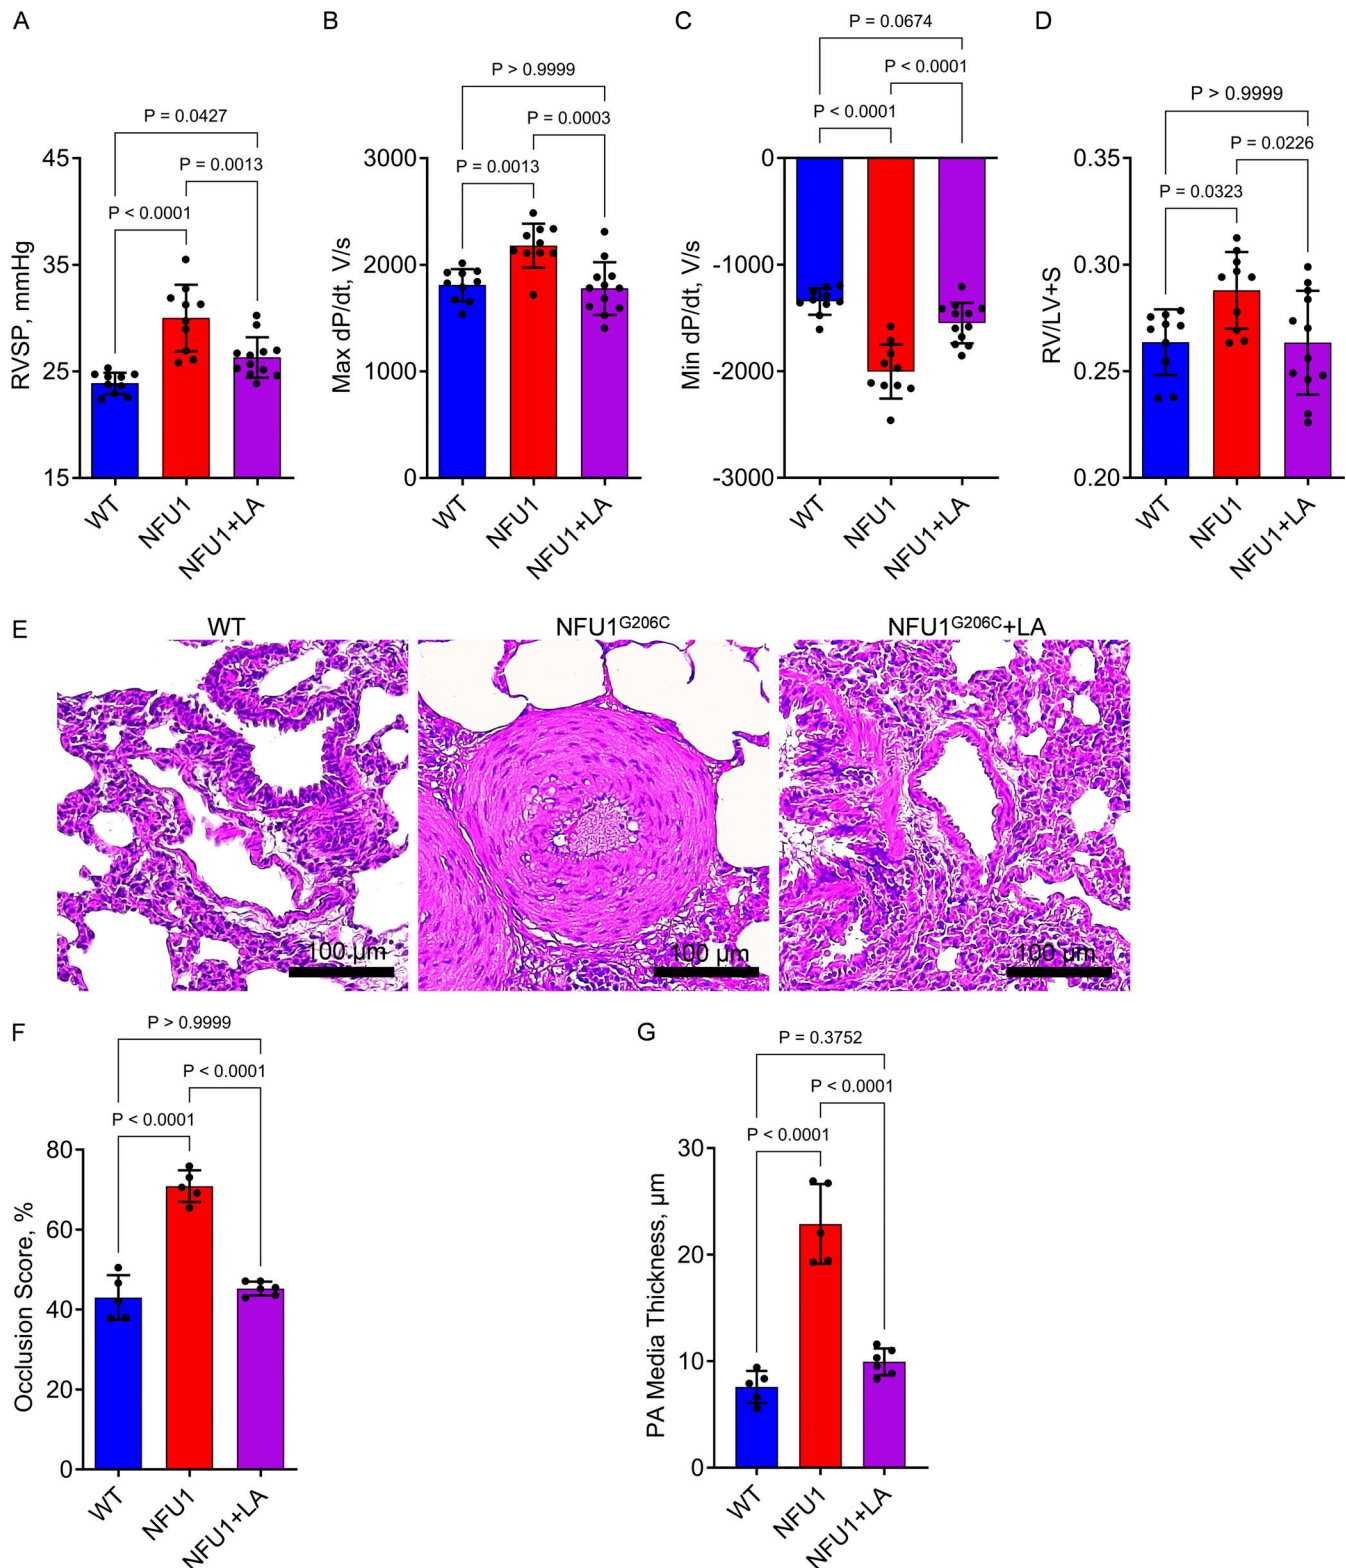 A
P = 0.0427
P = 0.0013
P < 0.0001
RVSP, mmHg
45
35
25
15
WT
NFU1
NFU1+LA
B
P > 0.9999
P = 0.0003
P = 0.0013
Max dP/dt, V/s
3000
2000
1000
0
WT
NFU1
NFU1+LA
C
P = 0.0674
P < 0.0001
P < 0.0001
Min dP/dt, V/s
0
-1000
-2000
-3000
WT
NFU1
NFU1+LA
D
P > 0.9999
P = 0.0226
P = 0.0323
RV/LV+S
0.35
0.30
0.25
0.20
WT
NFU1
NFU1+LA
E
WT
NFU1G206C
NFU1G206C+LA
100 µm
100 µm
100 µm
F
P > 0.9999
P < 0.0001
P < 0.0001
Occlusion Score, %
80
60
40
20
0
WT
NFU1
NFU1+LA
G
P = 0.3752
P < 0.0001
P < 0.0001
PA Media Thickness, µm
30
20
10
0
WT
NFU1
NFU1+LA